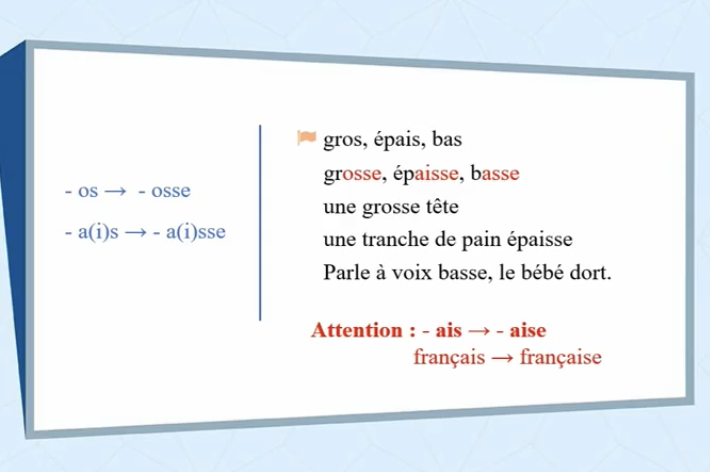 - os → - osse
- a(i)s → - a(i)sse
gros, épais, bas
grosse, épaisse, basse
une grosse tête
une tranche de pain épaisse
Parle à voix basse, le bébé dort.
Attention : - ais → - aise
français → française